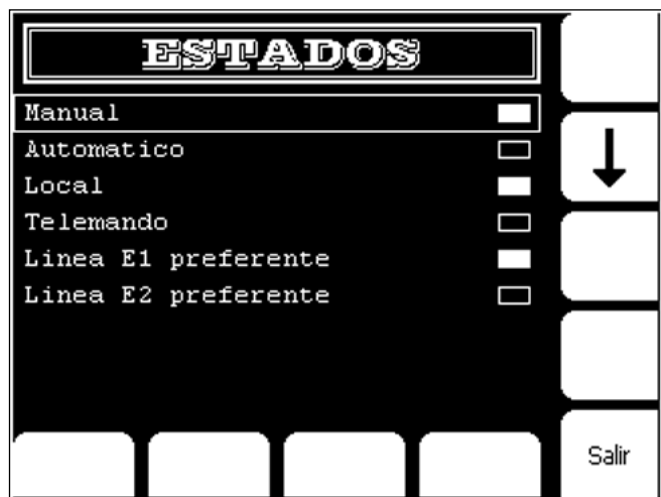 ESTADOS
Manual
Automatico
Local
Telemando
Linea E1 preferente
Linea E2 preferente
Salir